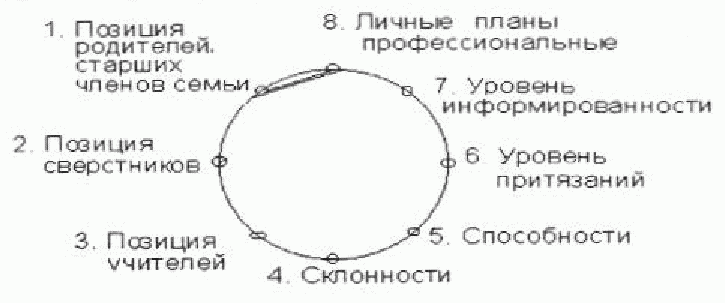 1. Позиция
родителей.
старших
членов семьи
8. Личные планы
профессиональные
7. Уровень
информированности
2. Позиция
сверстников
6 Уровень
притязаний
3. Позиция
учителей
5. Способности
4. Склонности